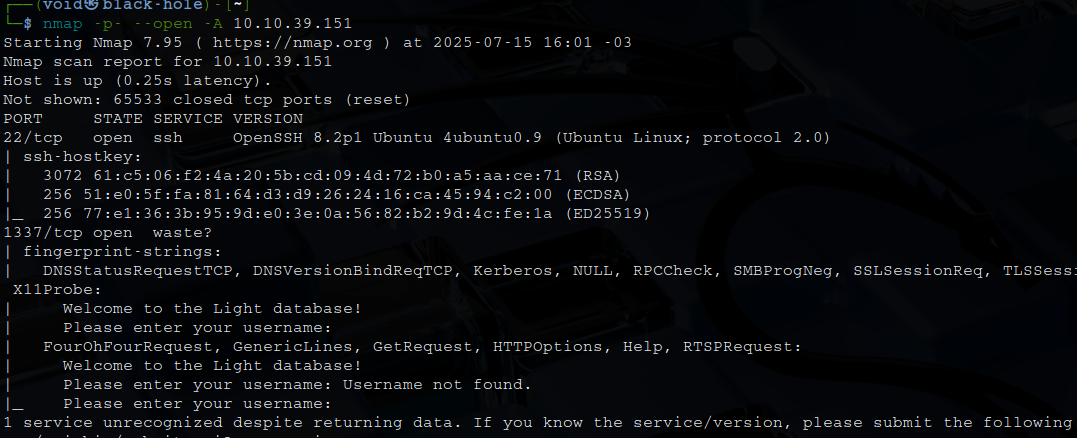 ┌──(void㉿black-hole)-[~]
└─$ nmap -p- --open -A 10.10.39.151
Starting Nmap 7.95 ( https://nmap.org ) at 2025-07-15 16:01 -03
Nmap scan report for 10.10.39.151
Host is up (0.25s latency).
Not shown: 65533 closed tcp ports (reset)
PORT     STATE SERVICE VERSION
22/tcp   open  ssh     OpenSSH 8.2p1 Ubuntu 4ubuntu0.9 (Ubuntu Linux; protocol 2.0)
| ssh-hostkey:
|   3072 61:c5:06:f2:4a:20:5b:cd:09:4d:72:b0:a5:aa:ce:71 (RSA)
|   256 51:e0:5f:fa:81:64:d3:d9:26:24:16:ca:45:94:c2:00 (ECDSA)
|_  256 77:e1:36:3b:95:9d:e0:3e:0a:56:82:b2:9d:4c:fe:1a (ED25519)
1337/tcp open  waste?
| fingerprint-strings:
|   DNSStatusRequestTCP, DNSVersionBindReqTCP, Kerberos, NULL, RPCCheck, SMBProgNeg, SSLSessionReq, TLSSess
X11Probe:
|     Welcome to the Light database!
|     Please enter your username:
|   FourOhFourRequest, GenericLines, GetRequest, HTTPOptions, Help, RTSPRequest:
|     Welcome to the Light database!
|     Please enter your username: Username not found.
|_    Please enter your username:
1 service unrecognized despite returning data. If you know the service/version, please submit the following